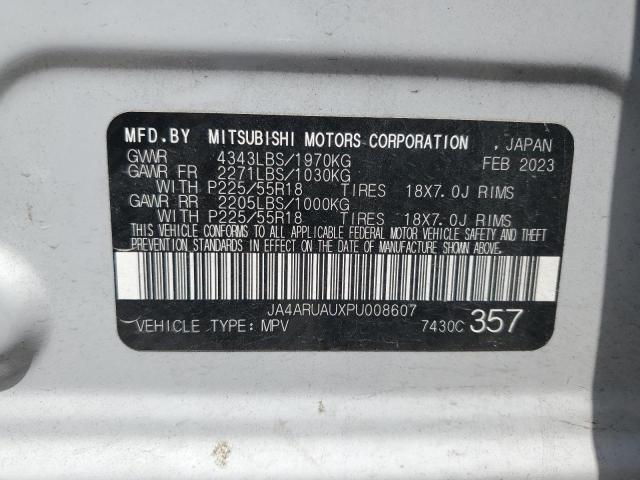 MFD.BY MITSUBISHI MOTORS CORPORATION , JAPAN
GVWR 4343LBS/1970KG FEB 2023
GAWR FR 2271LBS/1030KG
WITH P225/55R18 TIRES 18X7.0J RIMS
GAWR RR 2205LBS/1000KG
WITH P225/55R18 TIRES 18X7.0J RIMS
THIS VEHICLE CONFORMS TO ALL APPLICABLE FEDERAL MOTOR VEHICLE SAFETY AND THEFT
PREVENTION STANDARDS IN EFFECT ON THE DATE OF MANUFACTURE SHOWN ABOVE.
JA4ARUAUXPU008607
VEHICLE TYPE: MPV 7430C 357